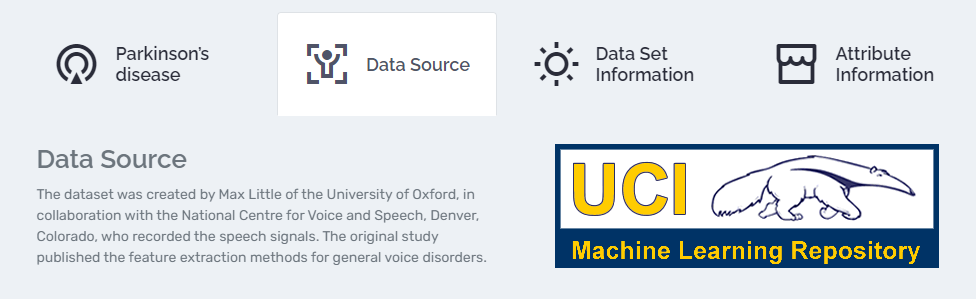 Parkinson's
disease
Data Source
Data Set
Information
Attribute
Information
Data Source
The dataset was created by Max Little of the University of Oxford, in
collaboration with the National Centre for Voice and Speech, Denver,
Colorado, who recorded the speech signals. The original study
published the feature extraction methods for general voice disorders.
UCI
Machine Learning Repository